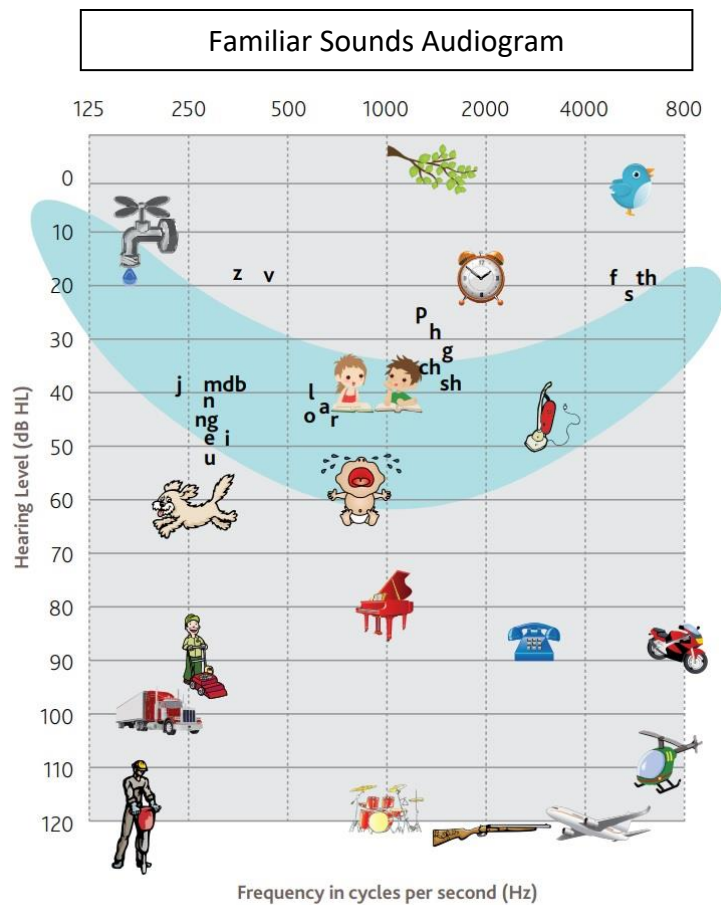 Familiar Sounds Audiogram
125 250 500 1000 2000 4000 800
0
10
20
z v f th
s
30
P
h
g
ch
40
j mdb l sh
n a
ng o r
50
e i
u
60
70
80
90
100
110
120
Hearing Level (dB HL)
Frequency in cycles per second (Hz)